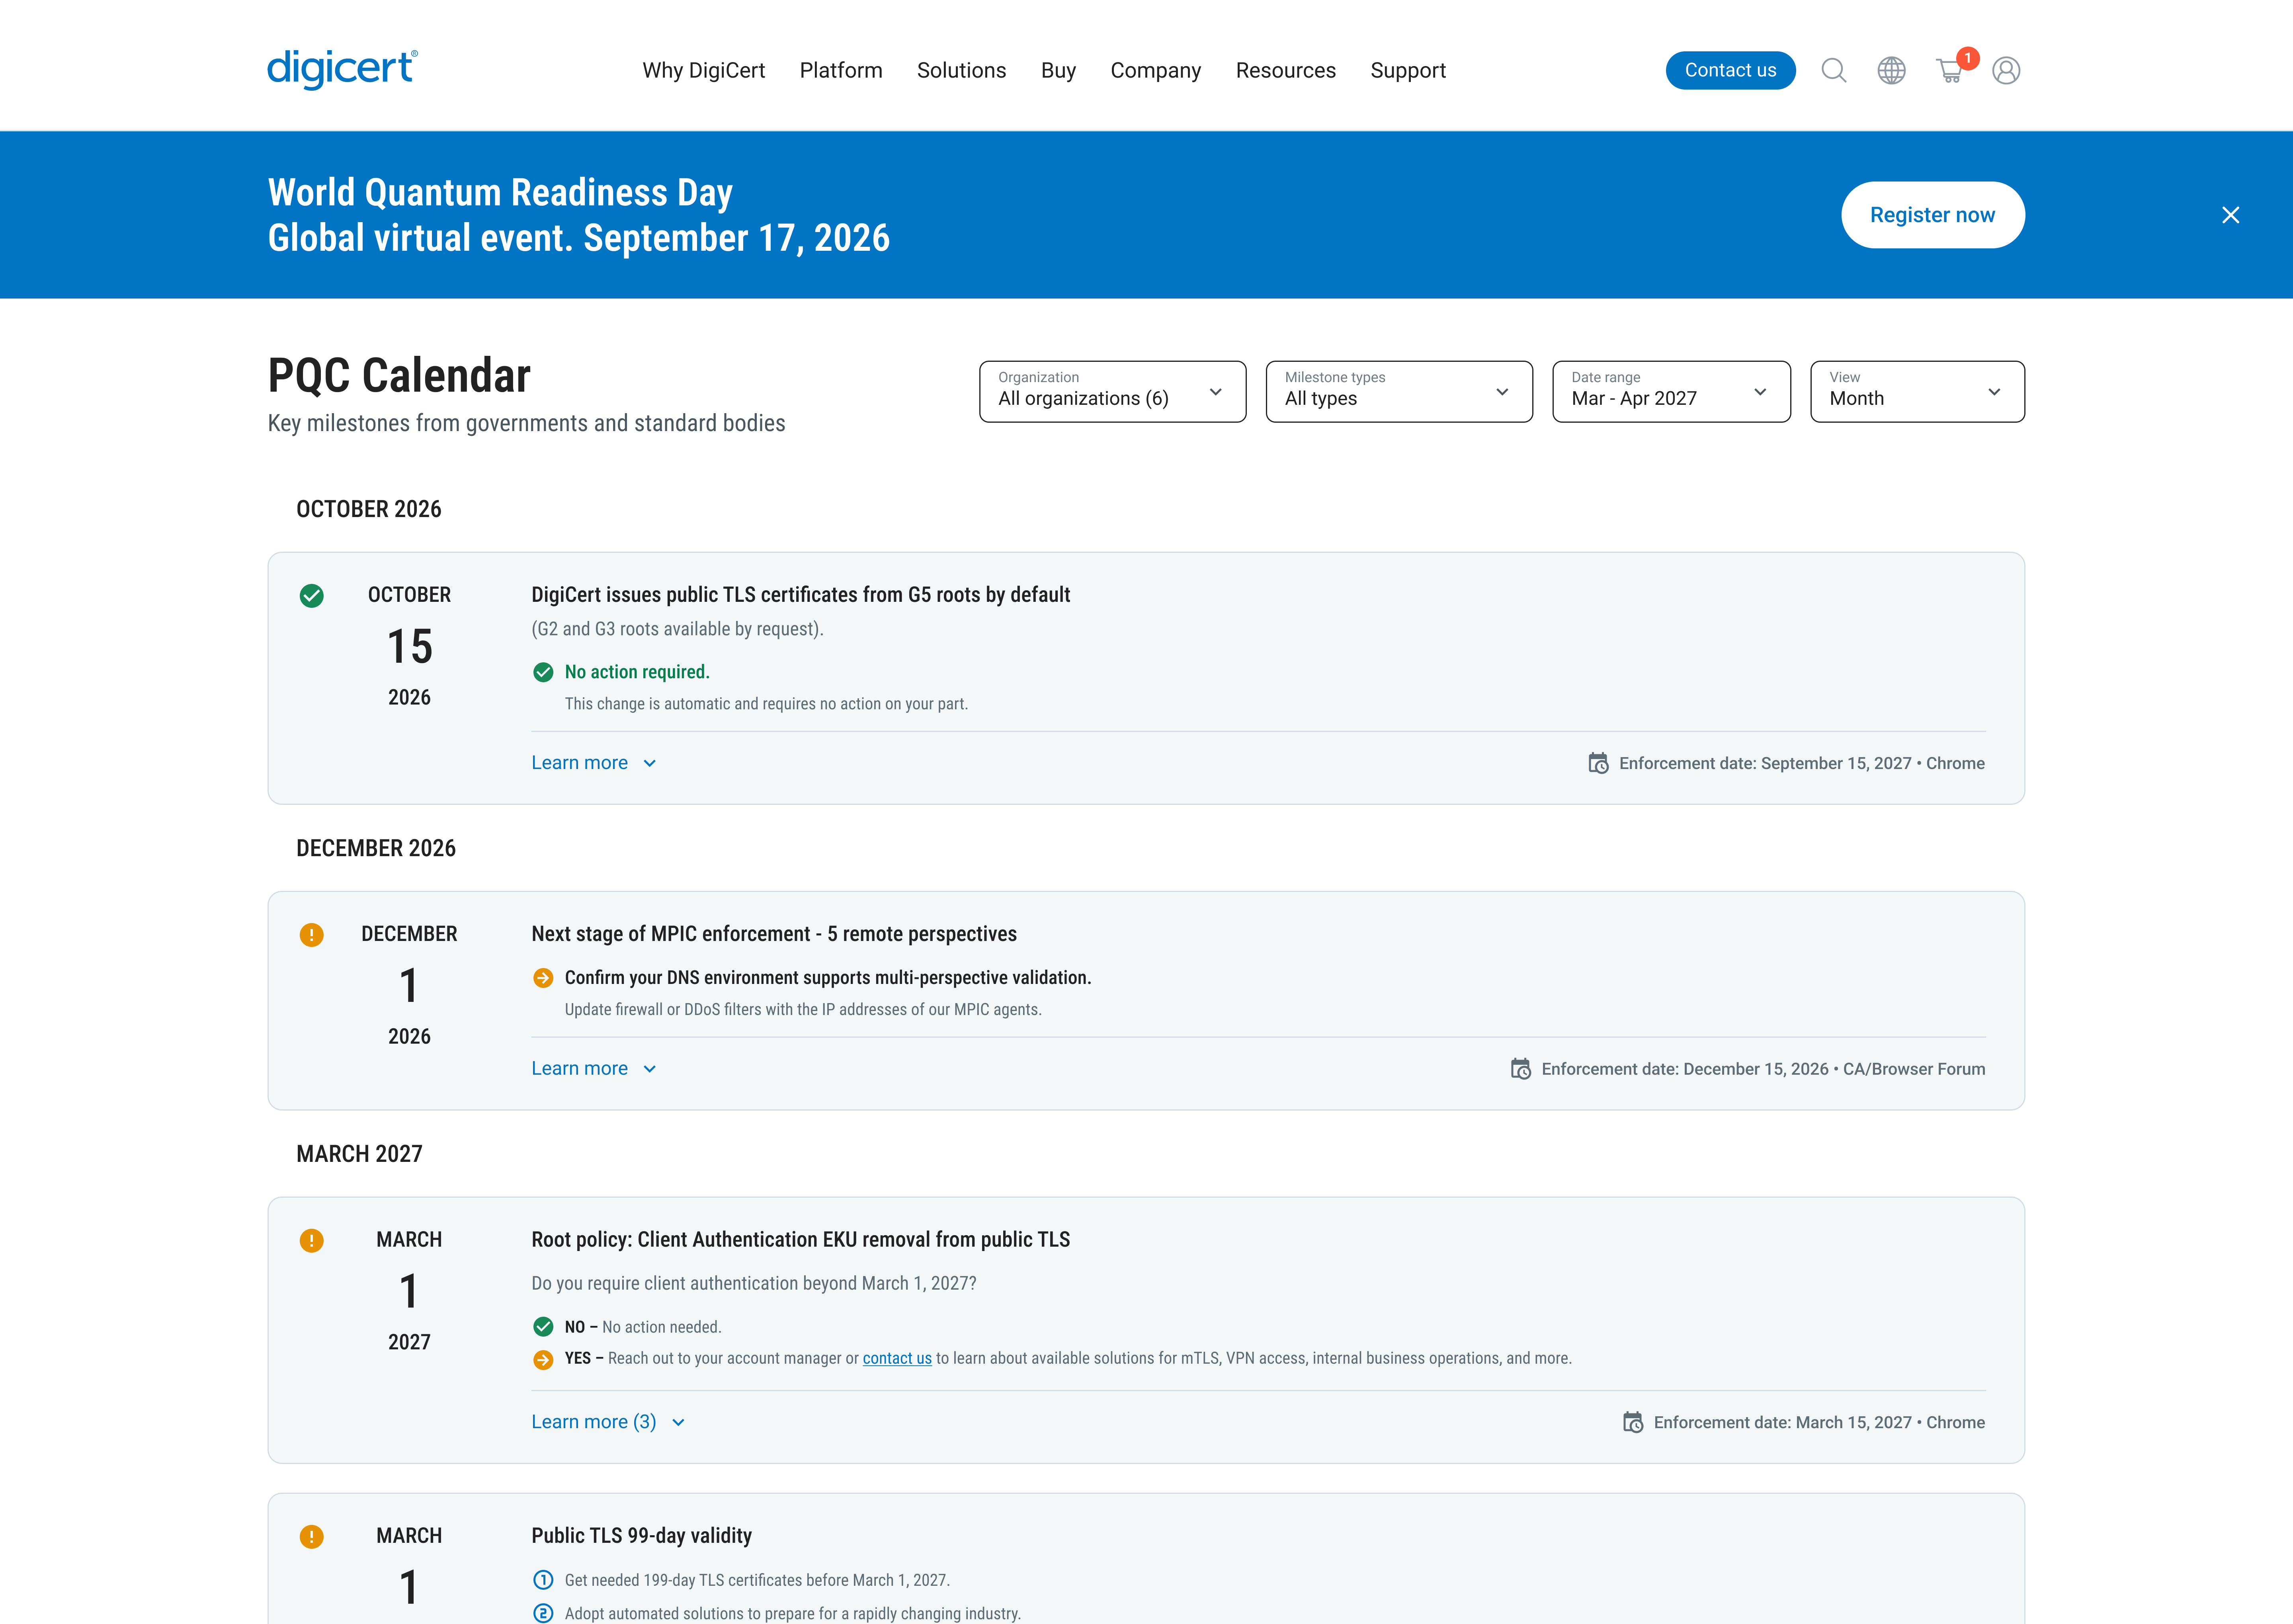 digicert®
Why DigiCert Platform Solutions Buy Company Resources Support
Contact us
1
World Quantum Readiness Day
Global virtual event. September 17, 2026
Register now
PQC Calendar
Key milestones from governments and standard bodies
Organization
All organizations (6)
Milestone types
All types
Date range
Mar - Apr 2027
View
Month
OCTOBER 2026
OCTOBER
15
2026
DigiCert issues public TLS certificates from G5 roots by default
(G2 and G3 roots available by request).
No action required.
This change is automatic and requires no action on your part.
Learn more
Enforcement date: September 15, 2027 • Chrome
DECEMBER 2026
DECEMBER
1
2026
Next stage of MPIC enforcement - 5 remote perspectives
Confirm your DNS environment supports multi-perspective validation.
Update firewall or DDoS filters with the IP addresses of our MPIC agents.
Learn more
Enforcement date: December 15, 2026 • CA/Browser Forum
MARCH 2027
MARCH
1
2027
Root policy: Client Authentication EKU removal from public TLS
Do you require client authentication beyond March 1, 2027?
NO – No action needed.
YES – Reach out to your account manager or contact us to learn about available solutions for mTLS, VPN access, internal business operations, and more.
Learn more (3)
Enforcement date: March 15, 2027 • Chrome
MARCH
1
Public TLS 99-day validity
1 Get needed 199-day TLS certificates before March 1, 2027.
2 Adopt automated solutions to prepare for a rapidly changing industry.